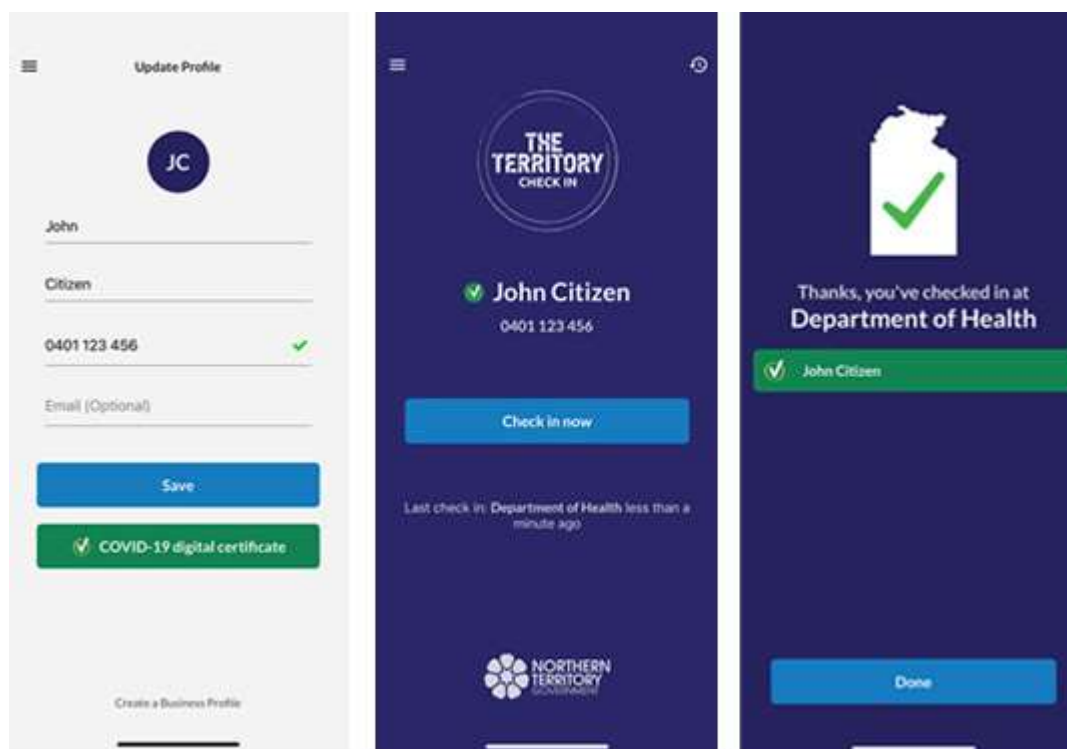 Update Profile
JC
John
Citizen
0401 123 456
Email (Optional)
Save
COVID-19 digital certificate
Create a Business Profile
THE
TERRITORY
CHECK IN
John Citizen
0401 123 456
Check in now
Last check in: Department of Health less than a
minute ago
NORTHERN
TERRITORY
GOVERNMENT
Thanks, you've checked in at
Department of Health
John Citizen
Done